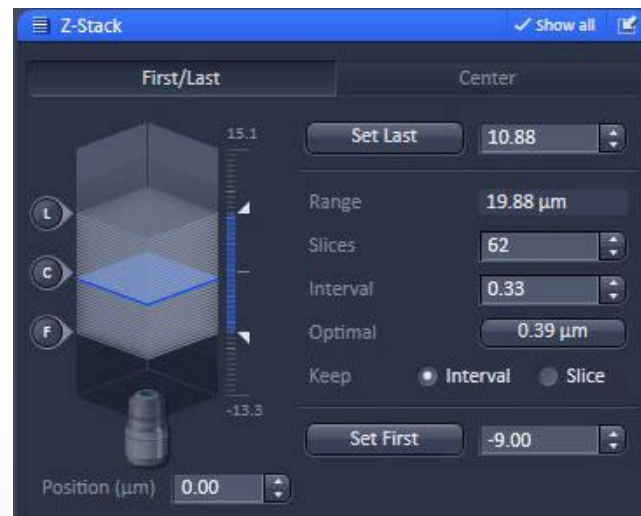 Z-Stack
Show all
First/Last
Center
15.1
Set Last
10.88
L
Range
19.88 µm
Slices
62
C
Interval
0.33
F
Optimal
0.39 µm
Keep
Interval
Slice
-13.3
Set First
-9.00
Position (µm)
0.00